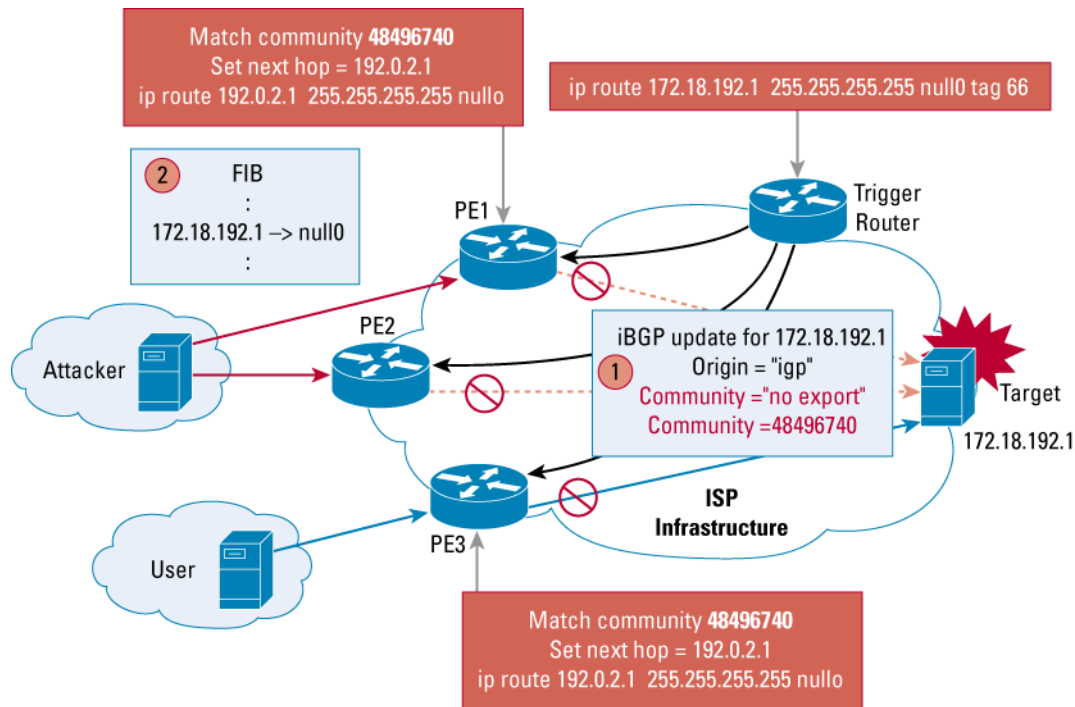 Match community 48496740
Set next hop = 192.0.2.1
ip route 192.0.2.1 255.255.255.255 nullo
ip route 172.18.192.1 255.255.255.255 null0 tag 66
2
FIB
:
172.18.192.1 –> null0
:
PE1
Trigger
Router
PE2
Attacker
iBGP update for 172.18.192.1
1
Origin = "igp"
Community ="no export"
Community =48496740
Target
172.18.192.1
ISP
Infrastructure
PE3
User
Match community 48496740
Set next hop = 192.0.2.1
ip route 192.0.2.1 255.255.255.255 nullo